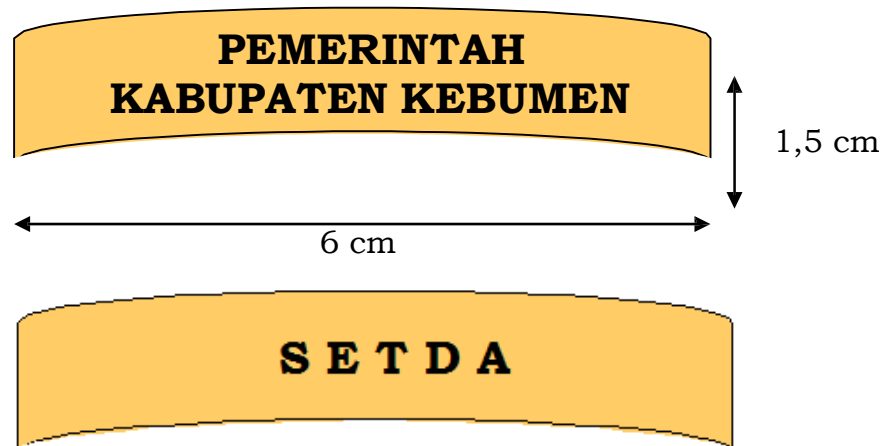 PEMERINTAH
KABUPATEN KEBUMEN
1,5 cm
6 cm
S E T D A